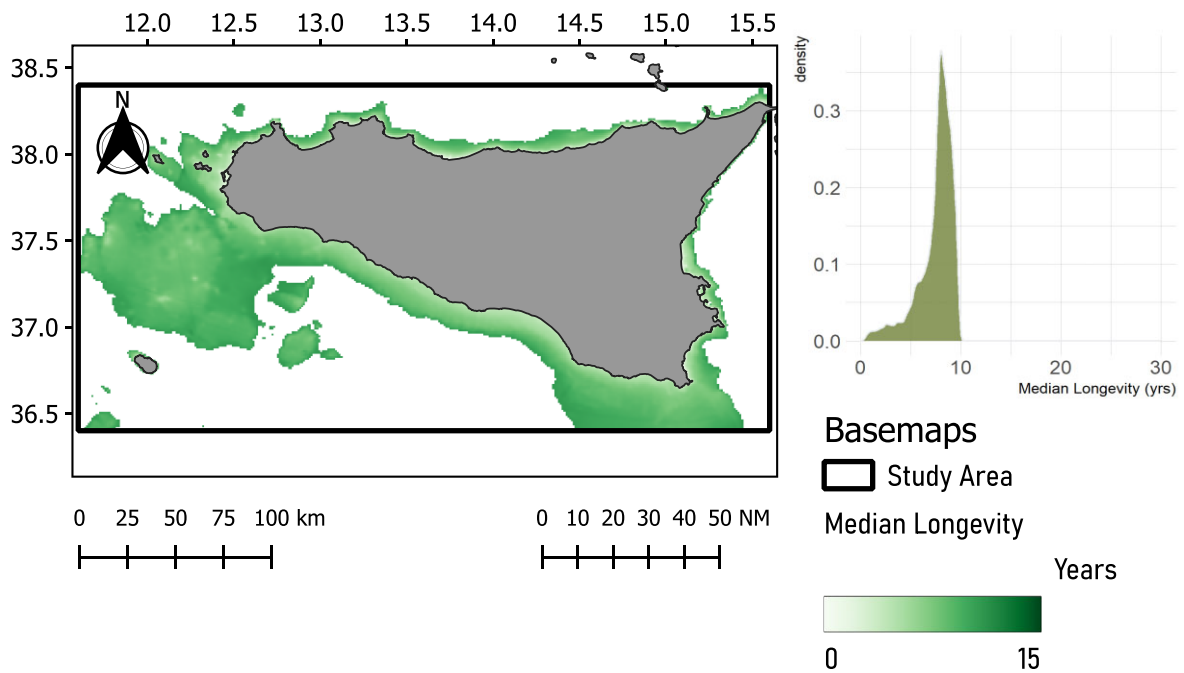 12.0 12.5 13.0 13.5 14.0 14.5 15.0 15.5
38.5
38.0
37.5
37.0
36.5
N
density
0.3
0.2
0.1
0.0
0 10 20 30
Median Longevity (yrs)
Basemaps
Study Area
Median Longevity
Years
0 15
0 25 50 75 100 km
0 10 20 30 40 50 NM